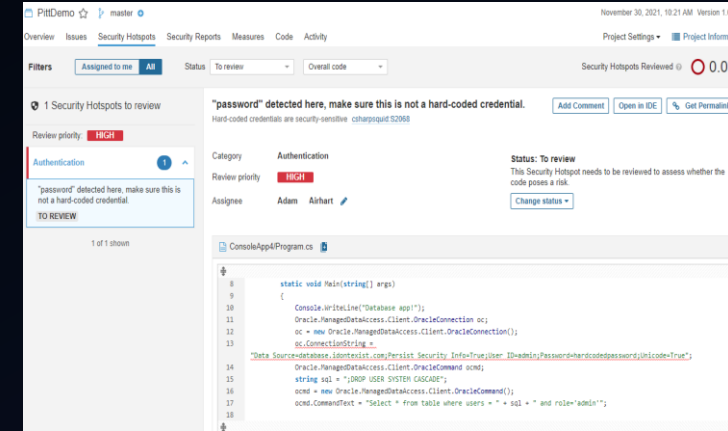 PittDemo master
November 30, 2021, 10:21 AM Version 1.
Overview Issues Security Hotspots Security Reports Measures Code Activity
Project Settings Project Inform
Filters Assigned to me All Status To review Overall code
Security Hotspots Reviewed 0.0
1 Security Hotspots to review
Review priority: HIGH
Authentication 1
"password" detected here, make sure this is
not a hard-coded credential.
TO REVIEW
1 of 1 shown
"password" detected here, make sure this is not a hard-coded credential.
Add Comment Open in IDE Get Permalink
Hard-coded credentials are security-sensitive csharpsquid:S2068
Category Authentication
Review priority HIGH
Assignee Adam Airhart
Status: To review
This Security Hotspot needs to be reviewed to assess whether the
code poses a risk.
Change status
ConsoleApp4/Program.cs
8 static void Main(string[] args)
9 {
10 Console.WriteLine("Database app!");
11 Oracle.ManagedDataAccess.Client.OracleConnection oc;
12 oc = new Oracle.ManagedDataAccess.Client.OracleConnection();
13 oc.ConnectionString =
"Data Source=database.idontexist.com;Persist Security Info=True;User ID=admin;Password=hardcodedpassword;Unicode=True";
14 Oracle.ManagedDataAccess.Client.OracleCommand ocmd;
15 string sql = ";DROP USER SYSTEM CASCADE";
16 ocmd = new Oracle.ManagedDataAccess.Client.OracleCommand();
17 ocmd.CommandText = "Select * from table where users = " + sql + " and role='admin'";
18